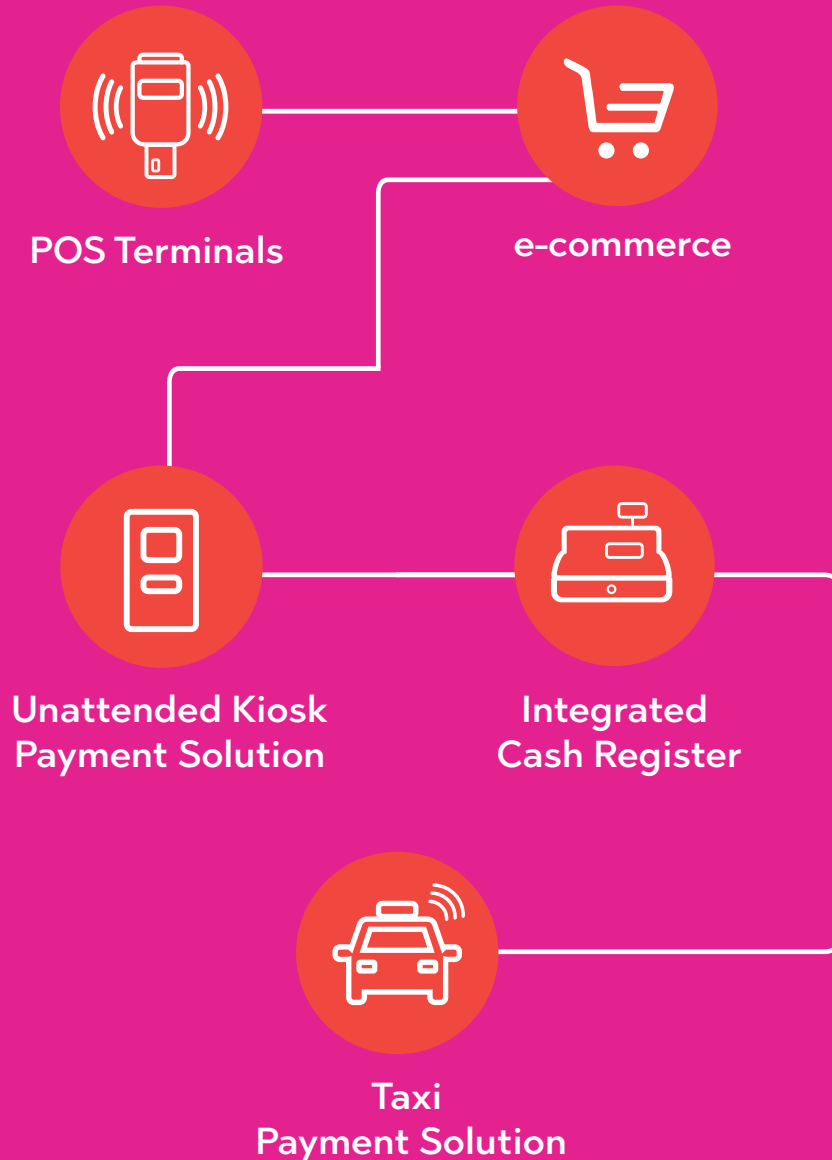 POS Terminals
e-commerce
Unattended Kiosk
Payment Solution
Integrated
Cash Register
Taxi
Payment Solution